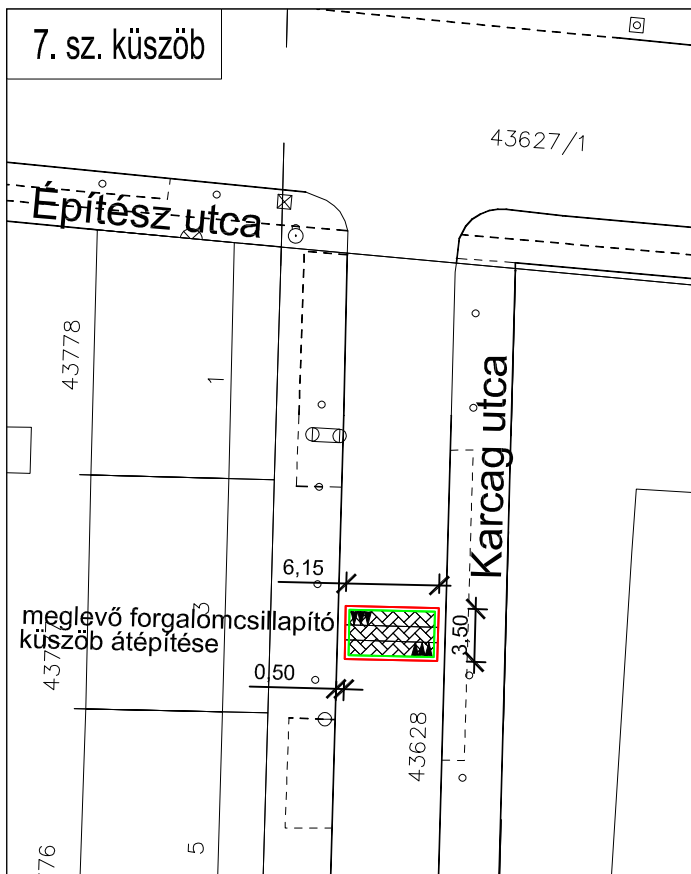 7. sz. küszöb
43627/1
Építész utca
43778
1
Karcag utca
6,15
3
meglevő forgalomcsillapító
küszöb átépítése
3,50
0,50
43628
5